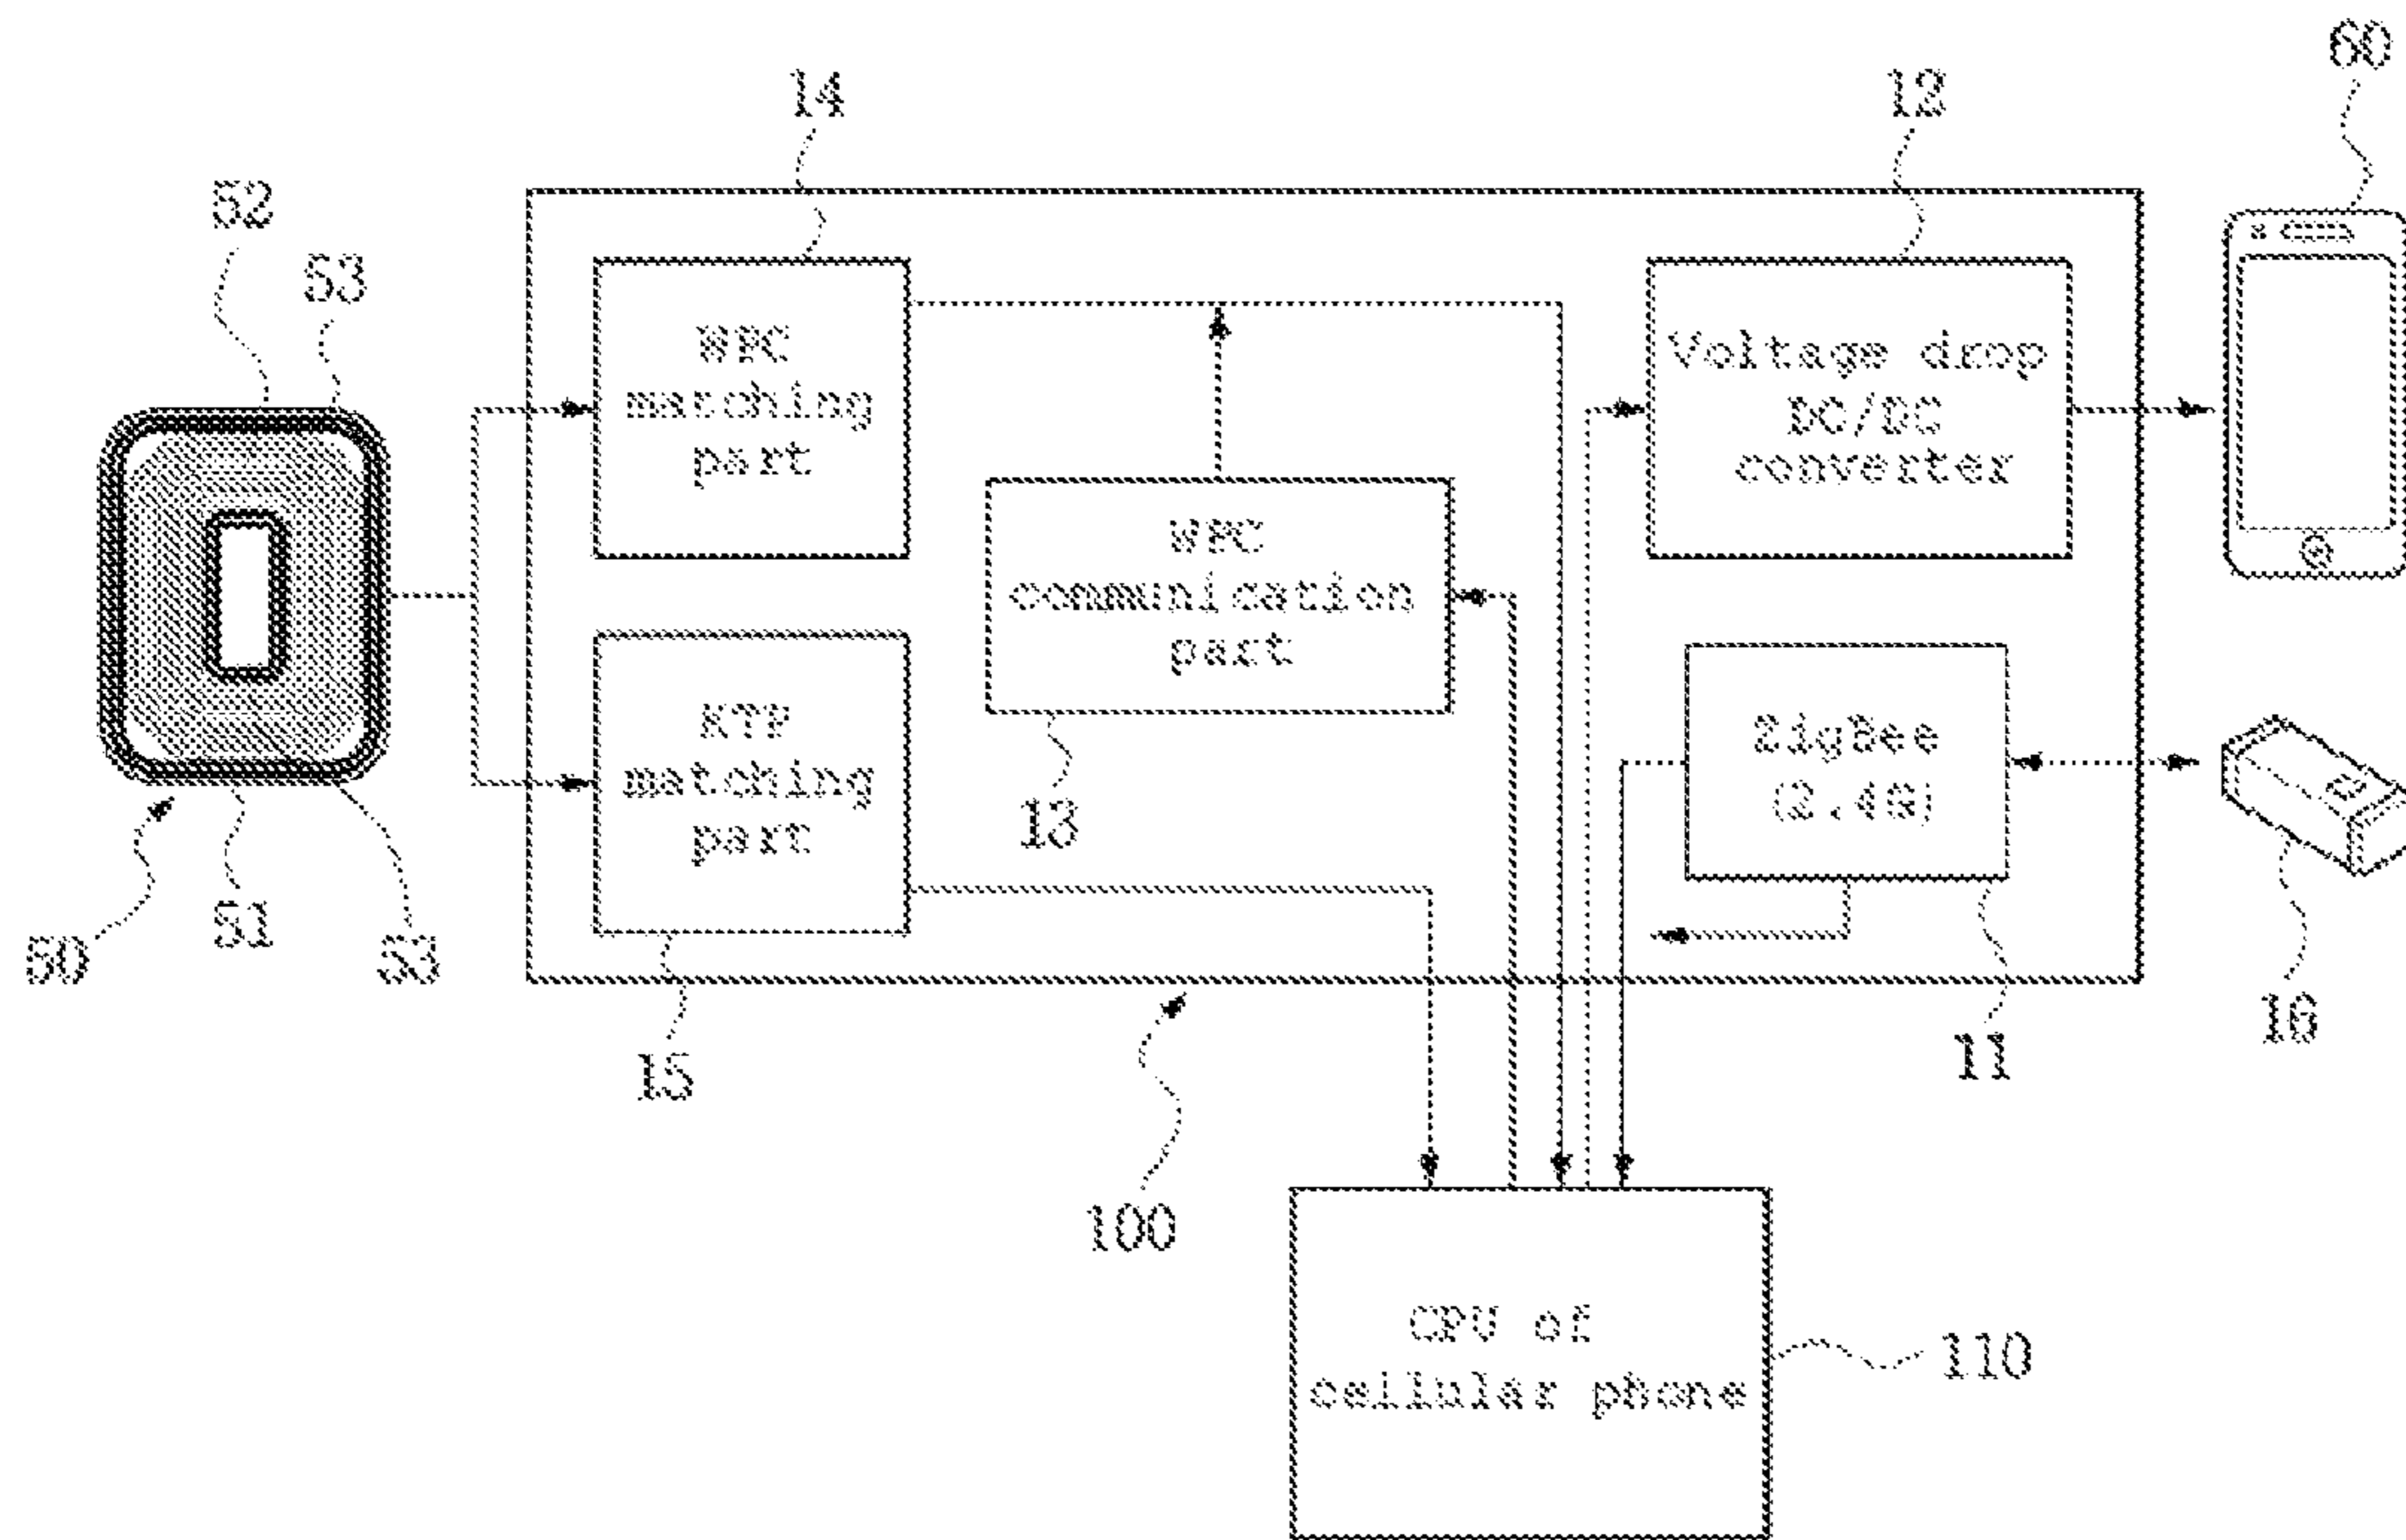 60
14
12
52
53
WPC
matching
part
Voltage drop
DC/DC
converter
WPC
communication
part
matching
part
ZigBee
(2.4G)
13
50
51
53
16
15
11
100
CPU of
cellular phone
110